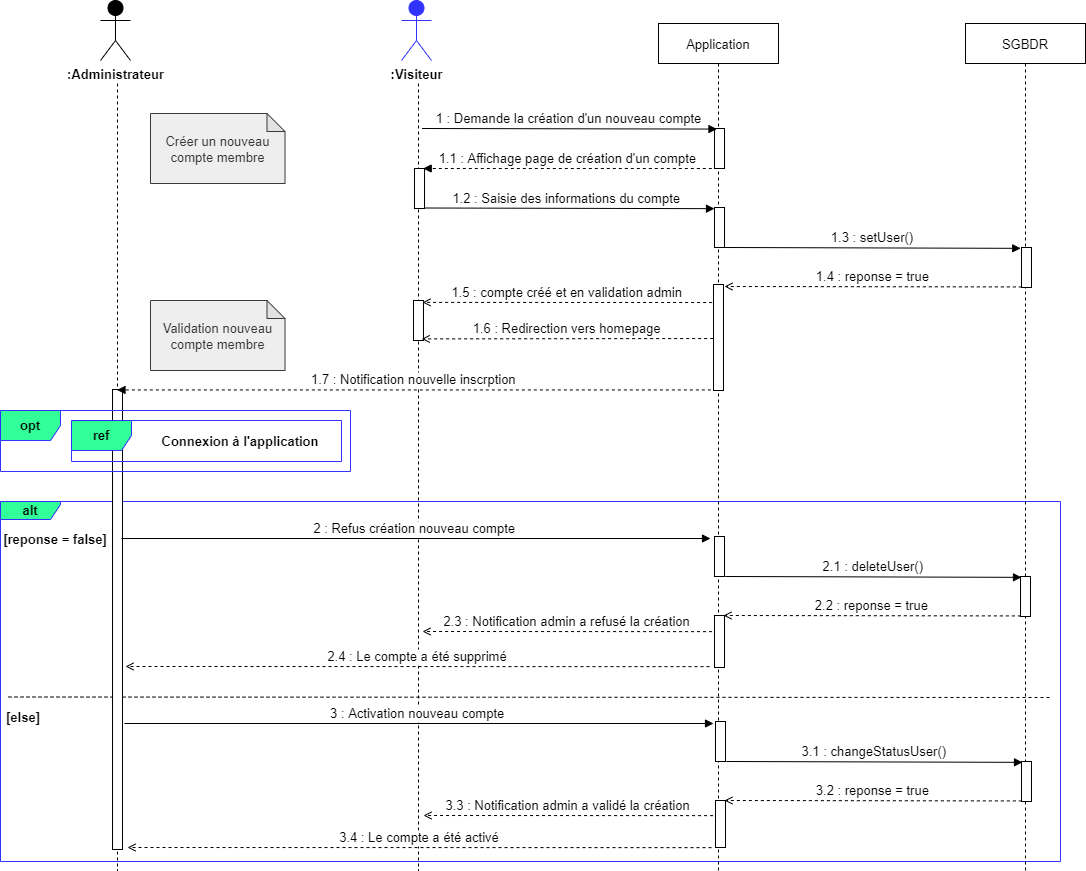 :Administrateur
:Visiteur
Application
SGBDR
Créer un nouveau
compte membre
1 : Demande la création d'un nouveau compte
1.1 : Affichage page de création d'un compte
1.2 : Saisie des informations du compte
1.3 : setUser()
1.4 : reponse = true
1.5 : compte créé et en validation admin
Validation nouveau
compte membre
1.6 : Redirection vers homepage
1.7 : Notification nouvelle inscrption
opt
ref
Connexion à l'application
alt
[reponse = false]
2 : Refus création nouveau compte
2.1 : deleteUser()
2.2 : reponse = true
2.3 : Notification admin a refusé la création
2.4 : Le compte a été supprimé
[else]
3 : Activation nouveau compte
3.1 : changeStatusUser()
3.2 : reponse = true
3.3 : Notification admin a validé la création
3.4 : Le compte a été activé